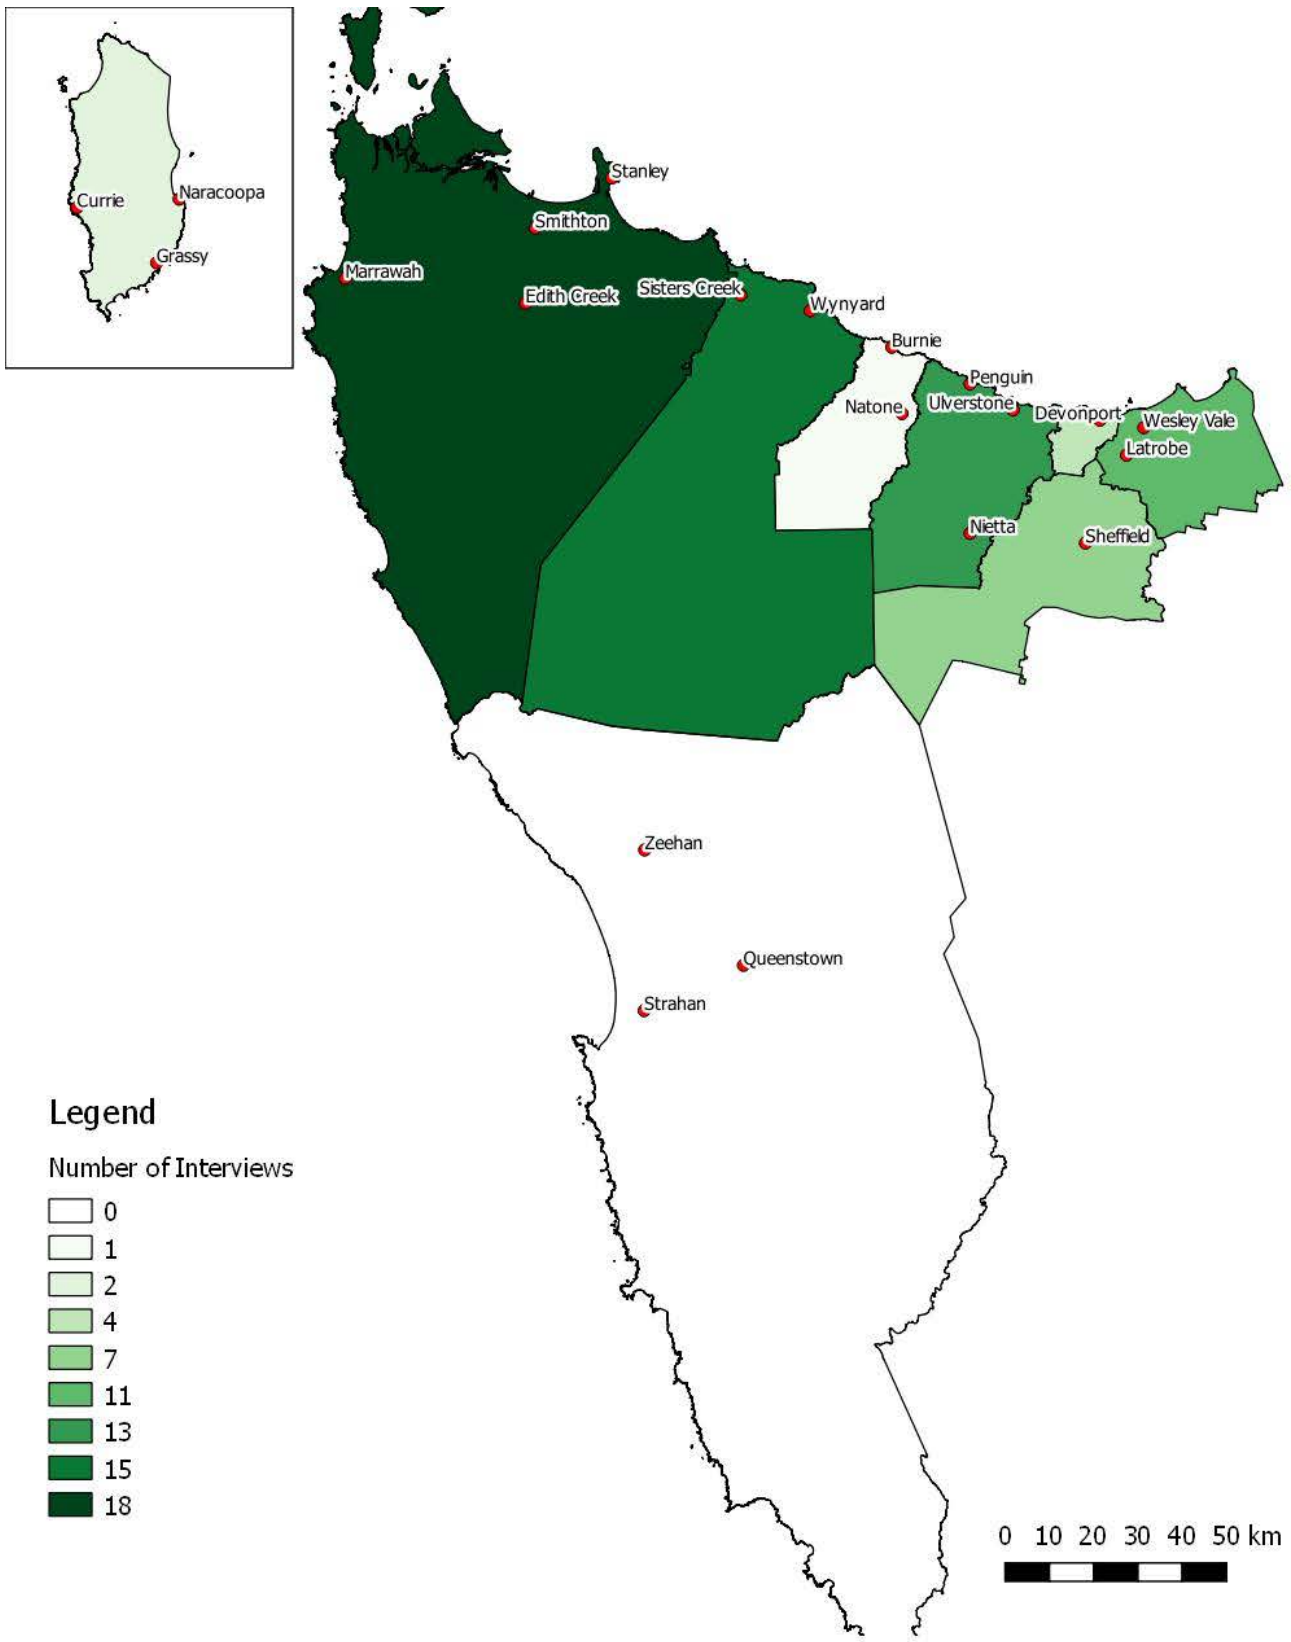 Stanley
Currie
Naracoopa
Smithton
Grassy
Marrawah
Edith Creek
Sisters Creek
Wynyard
Burnie
Penguin
Natone
Ulverstone
Devonport
Wesley Vale
Latrobe
Nietta
Sheffield
Zeehan
Queenstown
Strahan
Legend
Number of Interviews
0
1
2
4
7
11
13
15
18
0 10 20 30 40 50 km